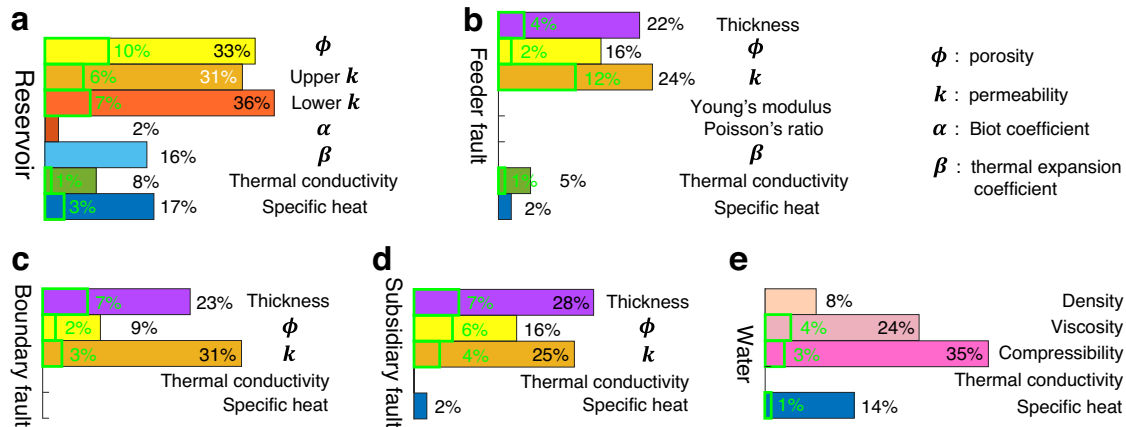 a
Reservoir
10% 33% ϕ
6% 31% Upper k
7% 36% Lower k
2% α
16% β
1% 8% Thermal conductivity
3% 17% Specific heat
b
Feeder fault
4% 22% Thickness
2% 16% ϕ
12% 24% k
Young's modulus
Poisson's ratio
β
1% 5% Thermal conductivity
2% Specific heat
ϕ : porosity
k : permeability
α : Biot coefficient
β : thermal expansion
coefficient
c
Boundary fault
7% 23% Thickness
2% 9% ϕ
3% 31% k
Thermal conductivity
Specific heat
d
Subsidiary fault
7% 28% Thickness
6% 16% ϕ
4% 25% k
Thermal conductivity
2% Specific heat
e
Water
8% Density
4% 24% Viscosity
3% 35% Compressibility
Thermal conductivity
1% 14% Specific heat